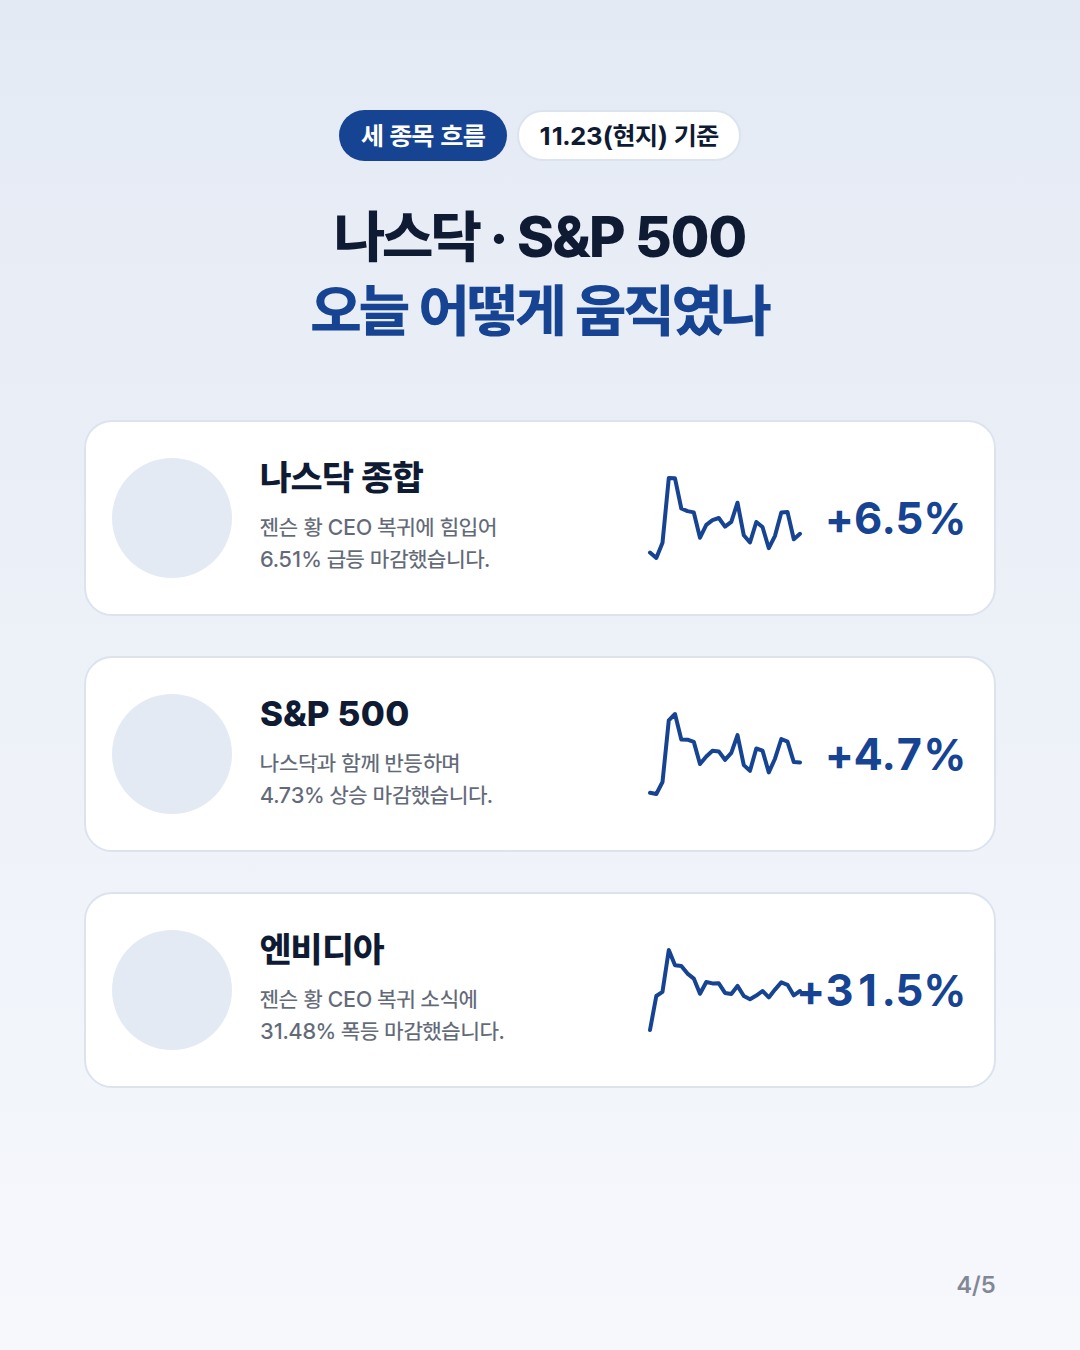 세 종목 흐름
11.23(현지) 기준
나스닥 · S&P 500
오늘 어떻게 움직였나
나스닥 종합
젠슨 황 CEO 복귀에 힘입어
6.51% 급등 마감했습니다.
+6.5%
S&P 500
나스닥과 함께 반등하며
4.73% 상승 마감했습니다.
+4.7%
엔비디아
젠슨 황 CEO 복귀 소식에
31.48% 폭등 마감했습니다.
+31.5%
4/5